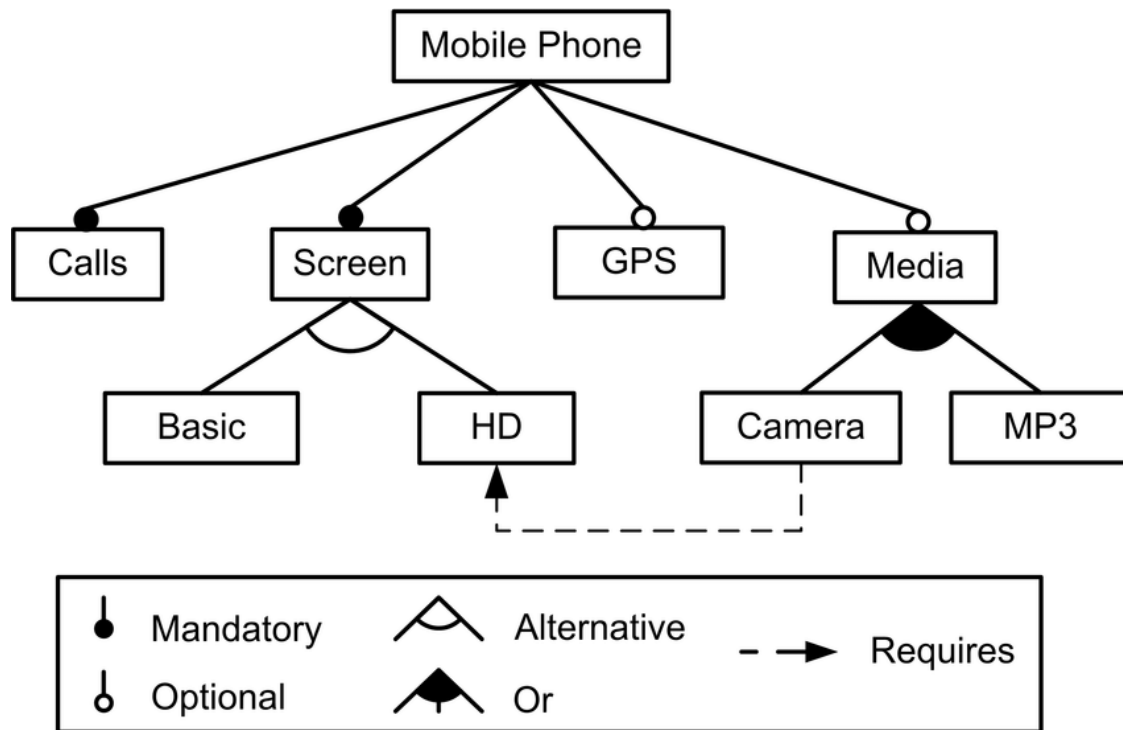 Mobile Phone
Calls
Screen
GPS
Media
Basic
HD
Camera
MP3
Mandatory
Alternative
Requires
Optional
Or